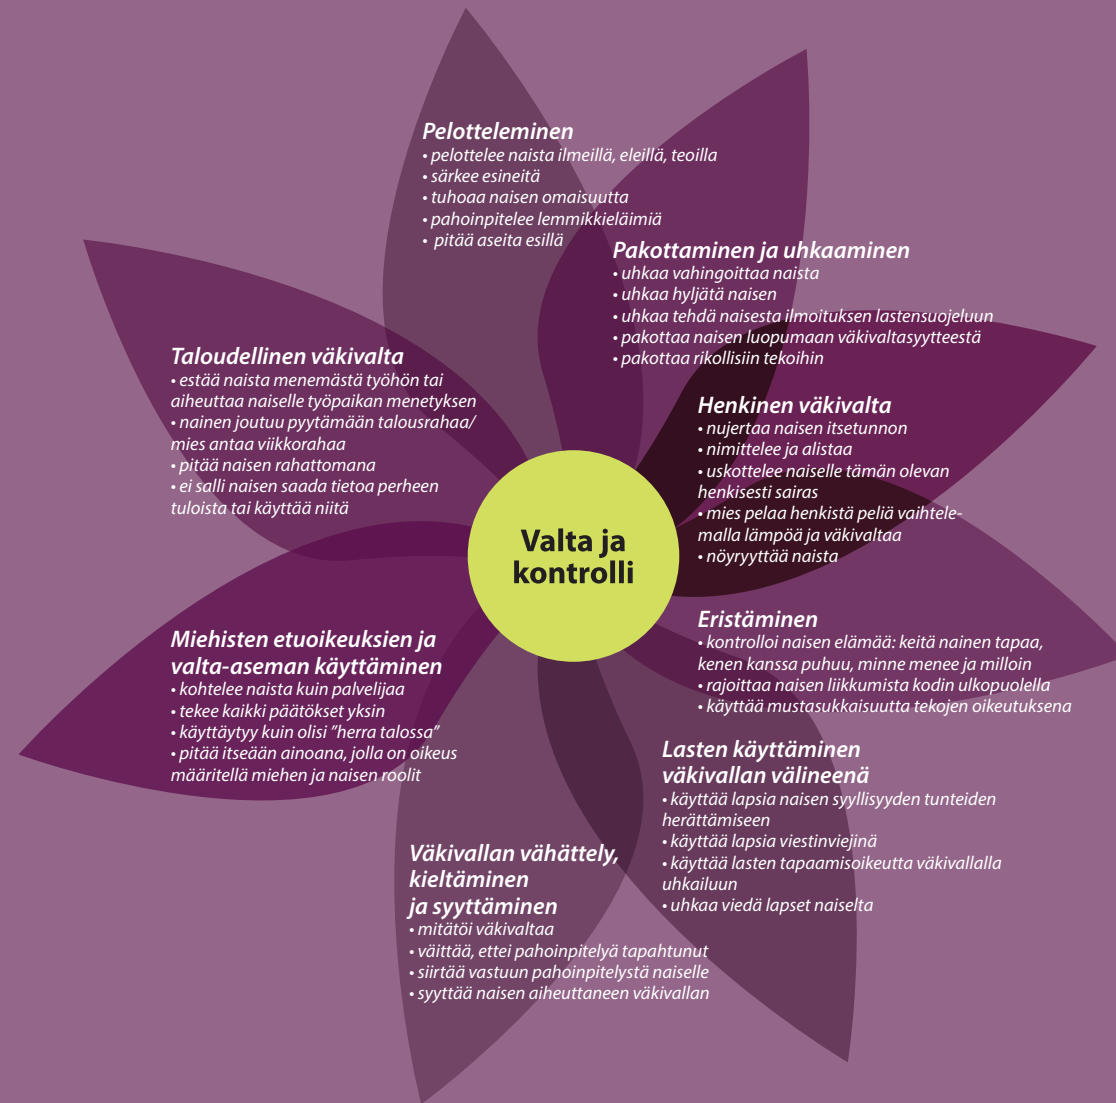 Pelotteleminen
• pelottelee naista ilmeillä, eleillä, teoilla
• särkee esineitä
• tuhoaa naisen omaisuutta
• pahoinpitelee lemmikkieläimiä
• pitää aseita esillä
Pakottaminen ja uhkaaminen
• uhkaa vahingoittaa naista
• uhkaa hyljätä naisen
• uhkaa tehdä naisesta ilmoituksen lastensuojeluun
• pakottaa naisen luopumaan väkivaltasyytteestä
• pakottaa rikollisiin tekoihin
Henkinen väkivalta
• nujertaa naisen itsetunnon
• nimittelee ja alistaa
• uskottelee naiselle tämän olevan
henkisesti sairas
• mies pelaa henkistä peliä vaihtele-
malla lämpöä ja väkivaltaa
• nöyryyttää naista
Eristäminen
• kontrolloi naisen elämää: keitä nainen tapaa,
kenen kanssa puhuu, minne menee ja milloin
• rajoittaa naisen liikkumista kodin ulkopuolella
• käyttää mustasukkaisuutta tekojen oikeutuksena
Lasten käyttäminen
väkivallan välineenä
• käyttää lapsia naisen syyllisyyden tunteiden
herättämiseen
• käyttää lapsia viestinviejinä
• käyttää lasten tapaamisoikeutta väkivallalla
uhkailuun
• uhkaa viedä lapset naiselta
Väkivallan vähättely,
kieltäminen
ja syyttäminen
• mitätöi väkivaltaa
• väittää, ettei pahoinpitelyä tapahtunut
• siirtää vastuun pahoinpitelystä naiselle
• syyttää naisen aiheuttaneen väkivallan
Miehisten etuoikeuksien ja
valta-aseman käyttäminen
• kohtelee naista kuin palvelijaa
• tekee kaikki päätökset yksin
• käyttäytyy kuin olisi ”herra talossa”
• pitää itseään ainoana, jolla on oikeus
määritellä miehen ja naisen roolit
Taloudellinen väkivalta
• estää naista menemästä työhön tai
aiheuttaa naiselle työpaikan menetyksen
• nainen joutuu pyytämään talousrahaa/
mies antaa viikkorahaa
• pitää naisen rahattomana
• ei salli naisen saada tietoa perheen
tuloista tai käyttää niitä
Valta ja
kontrolli